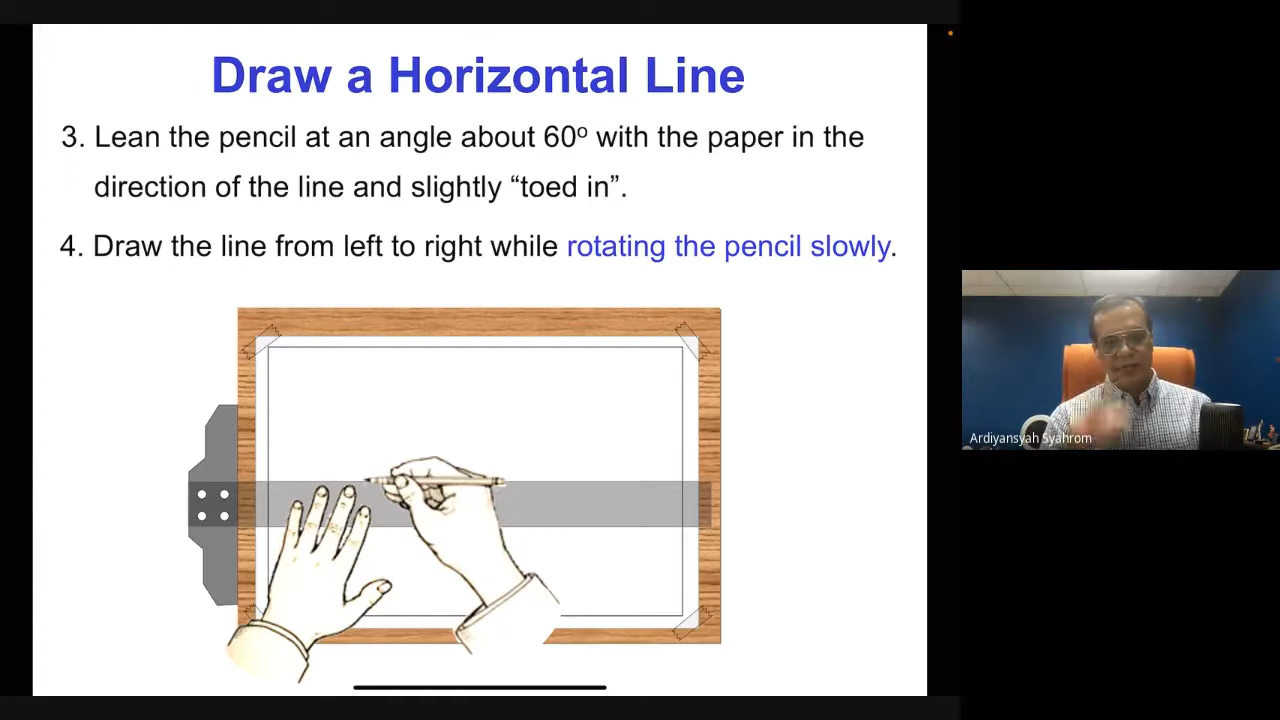 Draw a Horizontal Line
3. Lean the pencil at an angle about 60º with the paper in the
direction of the line and slightly “toed in”.
4. Draw the line from left to right while rotating the pencil slowly.
Ardiyansyah Syahrom